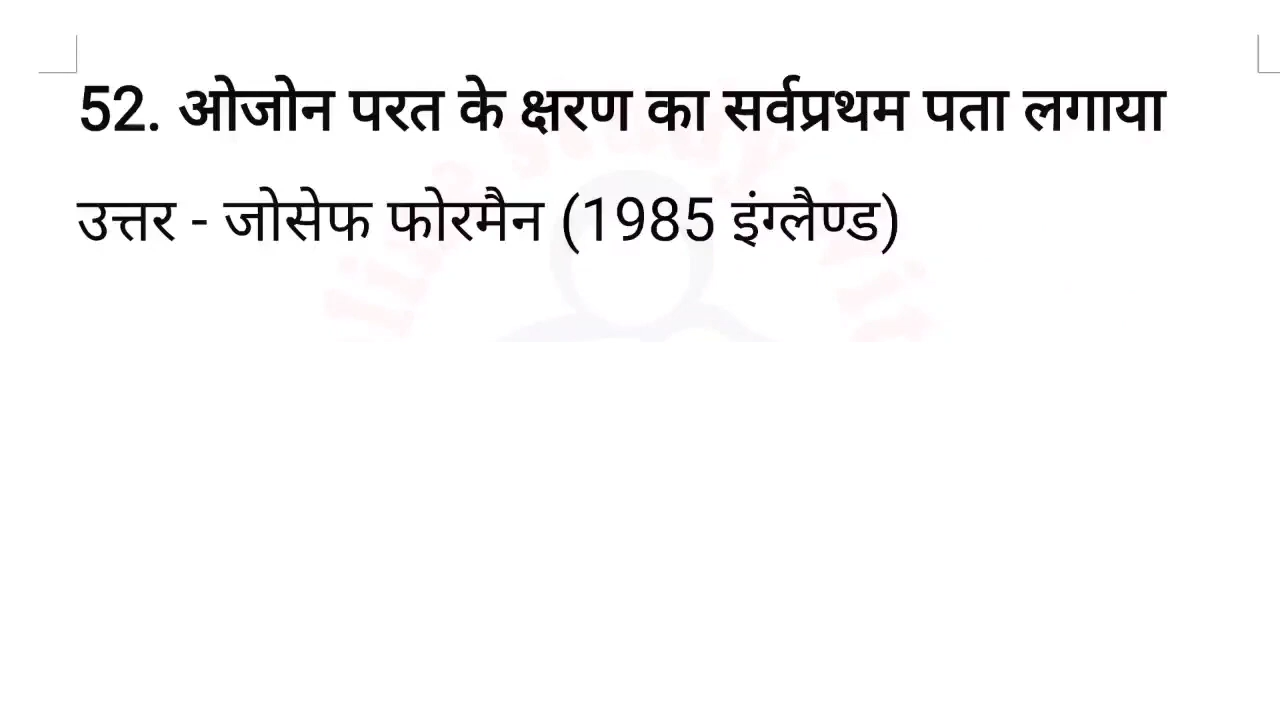 52. ओजोन परत के क्षरण का सर्वप्रथम पता लगाया
उत्तर - जोसेफ फोरमैन (1985 इंग्लैण्ड)